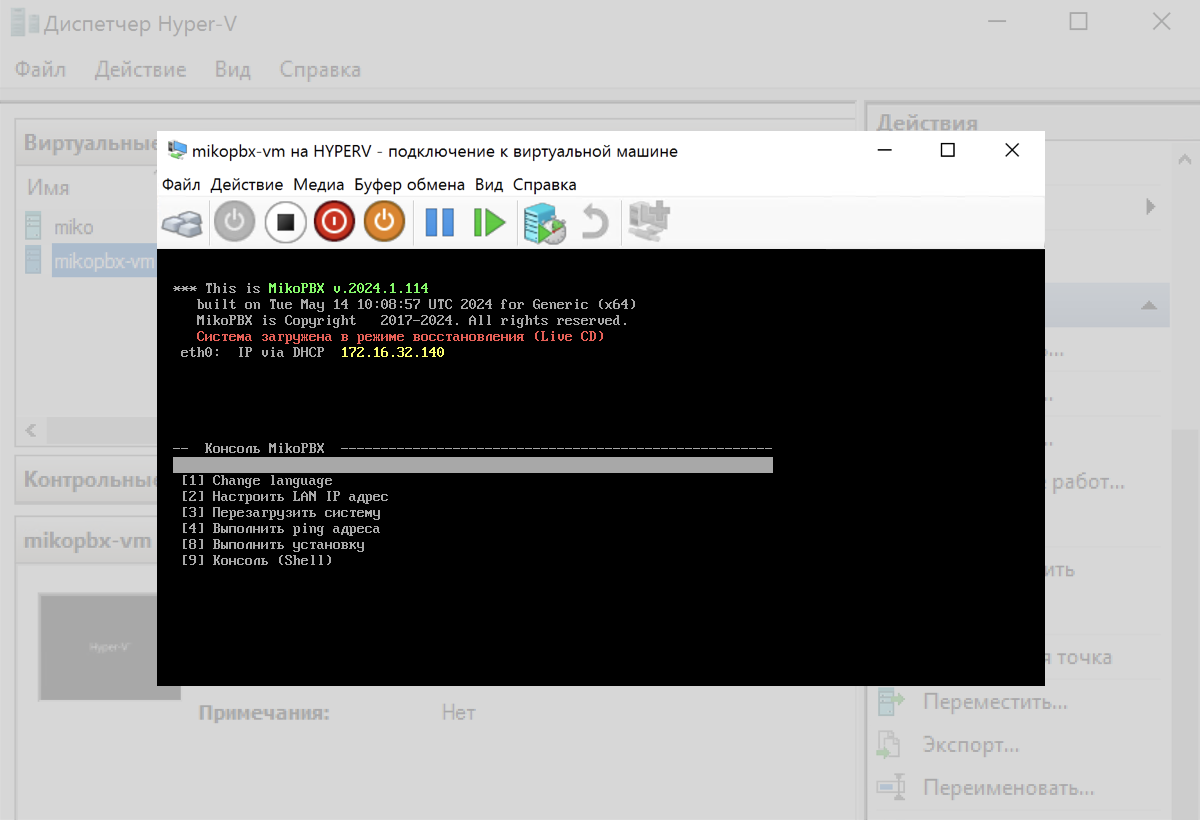 Диспетчер Hyper-V
Файл Действие Вид Справка
Виртуальные
Имя
miko
mikopbx-vm
Контрольные
mikopbx-vm
Hyper-V
Примечания: Нет
Действия
работ...
точка
Переместить...
Экспорт...
Переименовать...
mikopbx-vm на HYPERV - подключение к виртуальной машине
Файл Действие Медиа Буфер обмена Вид Справка
*** This is MikoPBX v.2024.1.114
built on Tue May 14 10:08:57 UTC 2024 for Generic (x64)
MikoPBX is Copyright 2017-2024. All rights reserved.
Система загружена в режиме восстановления (Live CD)
eth0: IP via DHCP 172.16.32.140
-- Консоль MikoPBX ------------------------------------------------------
[1] Change language
[2] Настроить LAN IP адрес
[3] Перезагрузить систему
[4] Выполнить ping адреса
[8] Выполнить установку
[9] Консоль (Shell)